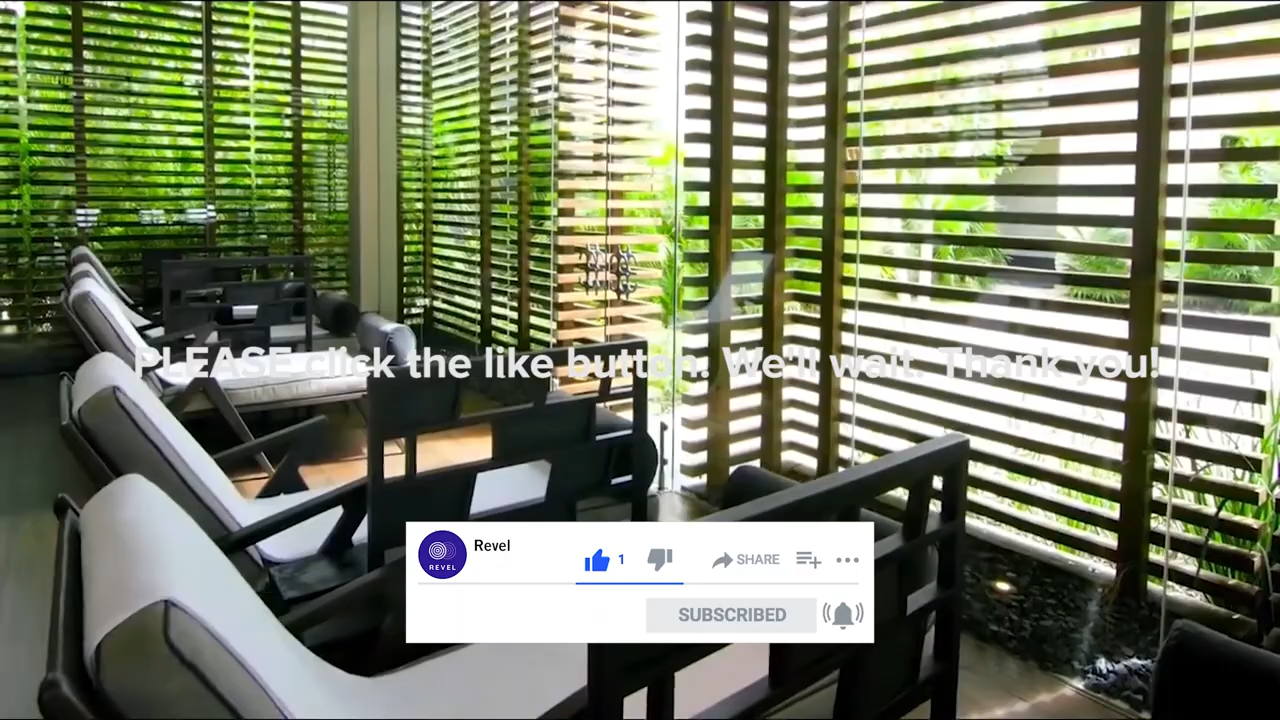 PLEASE click the like button. We'll wait. Thank you!
Revel
REVEL
1
SHARE
SUBSCRIBED